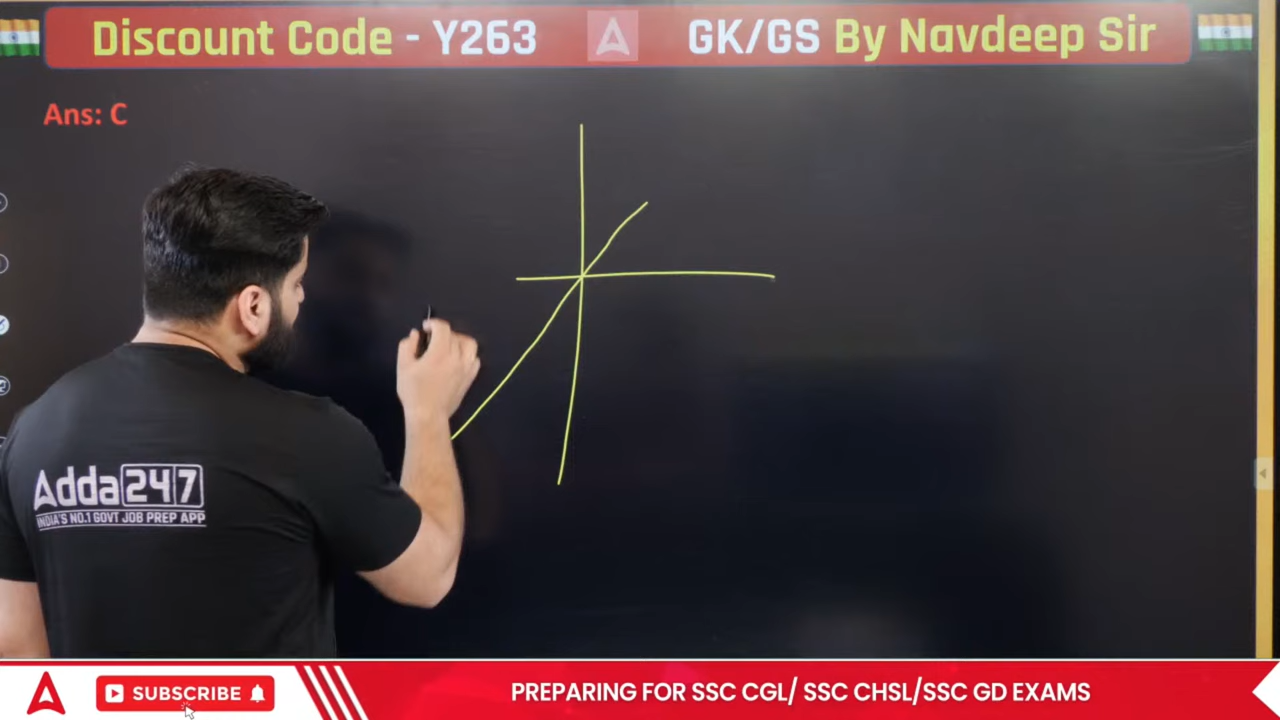 Discount Code - Y263 GK/GS By Navdeep Sir
Ans: C
Adda247
INDIA'S NO.1 GOVT JOB PREP APP
SUBSCRIBE
PREPARING FOR SSC CGL/ SSC CHSL/SSC GD EXAMS